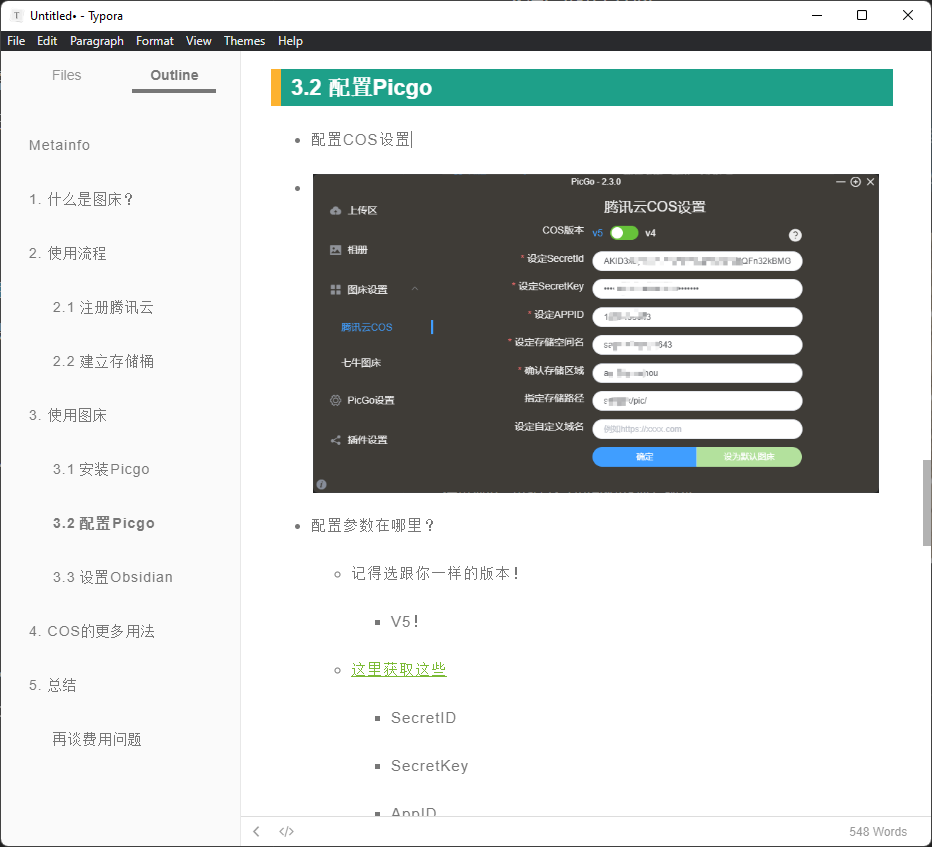 Untitled• - Typora
File Edit Paragraph Format View Themes Help
Files Outline
Metainfo
1. 什么是图床？
2. 使用流程
2.1 注册腾讯云
2.2 建立存储桶
3. 使用图床
3.1 安装Picgo
3.2 配置Picgo
3.3 设置Obsidian
4. COS的更多用法
5. 总结
再谈费用问题
3.2 配置Picgo
配置COS设置
PicGo - 2.3.0
上传区
相册
图床设置
腾讯云COS
七牛图床
PicGo设置
插件设置
腾讯云COS设置
COS版本 v5 v4
* 设定SecretId
* 设定SecretKey
* 设定APPID
* 设定存储空间名
* 确认存储区域
指定存储路径 /pic/
设定自定义域名 例如https://xxxx.com
确定 设为默认图床
配置参数在哪里？
记得选跟你一样的版本！
V5！
这里获取这些
SecretID
SecretKey
AppID
548 Words